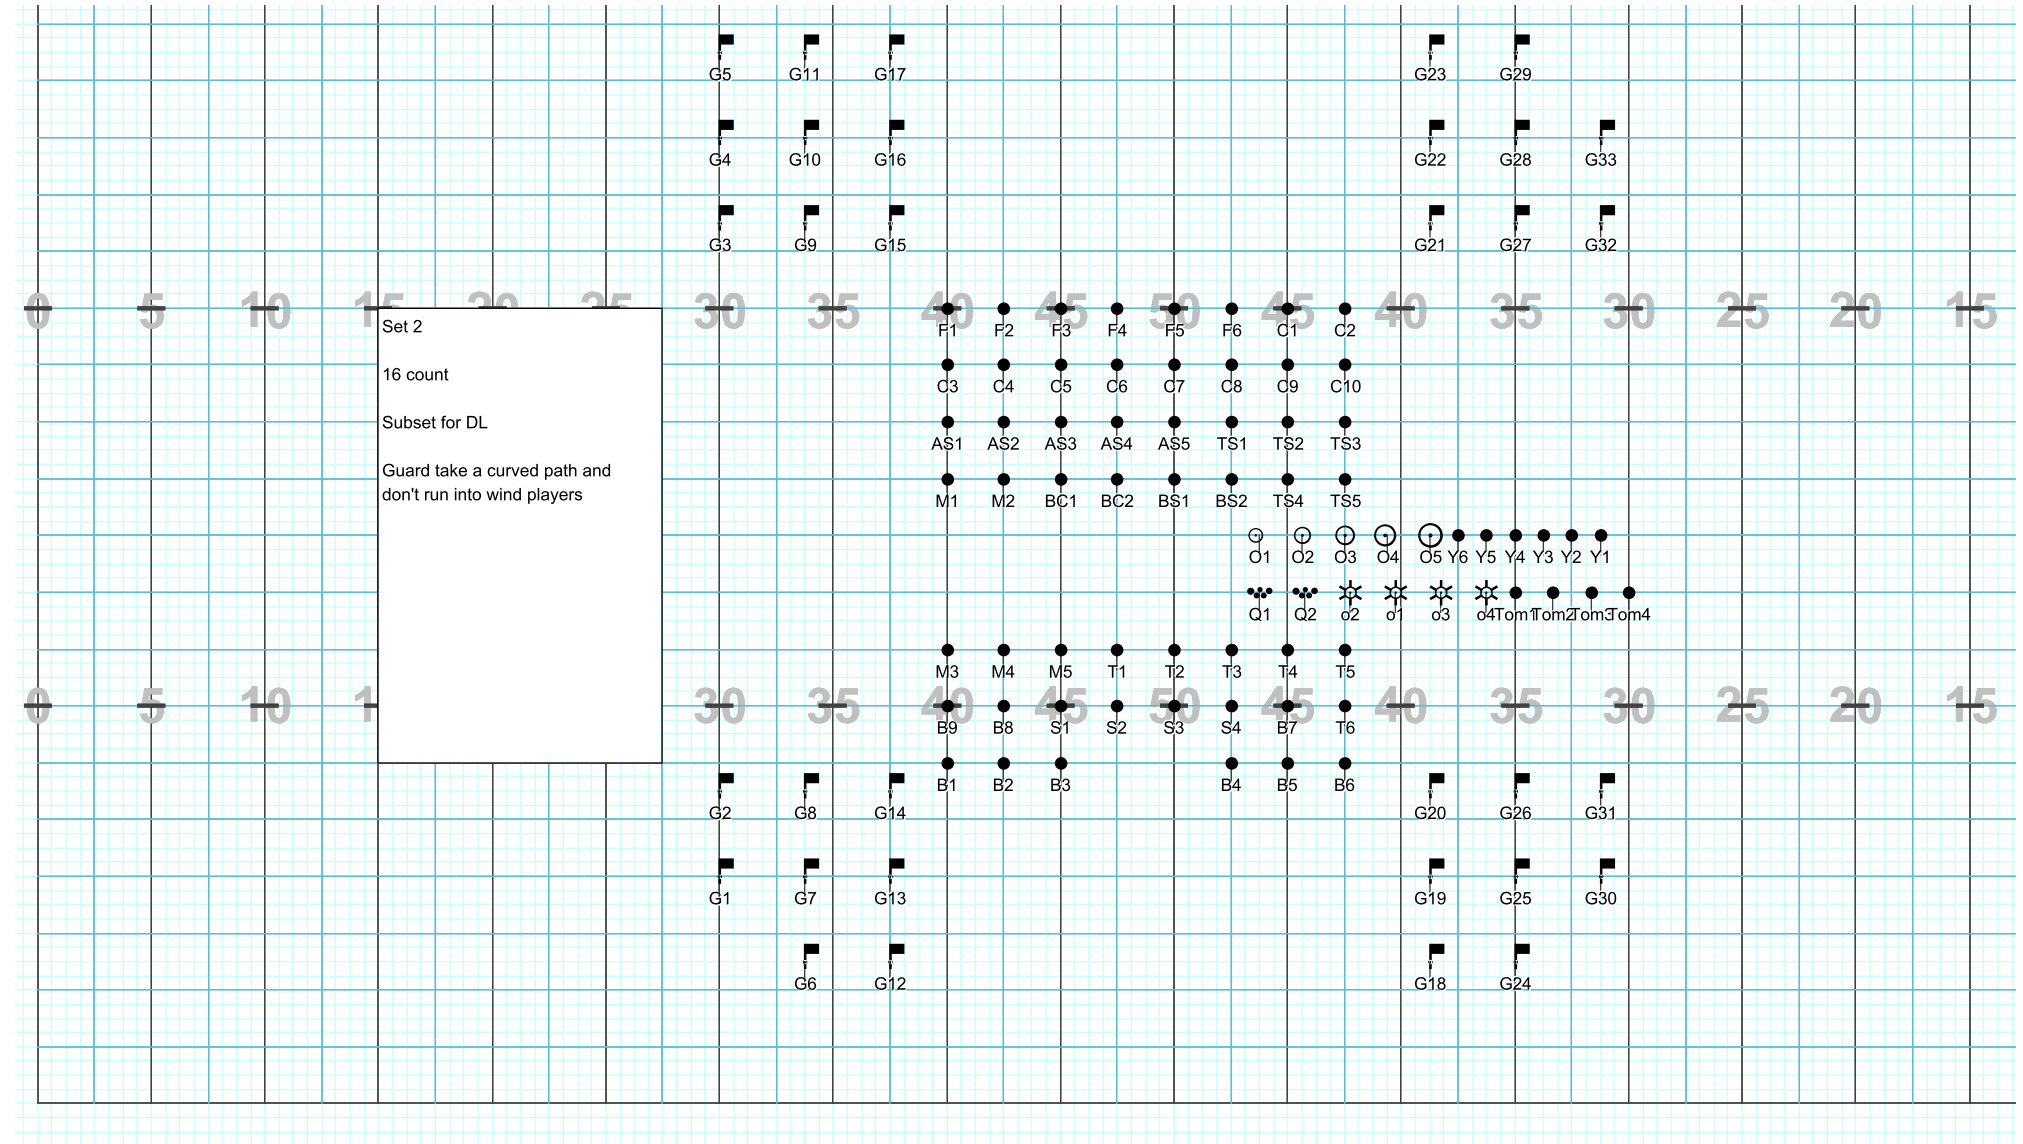 G5 G11 G17 G23 G29
G4 G10 G16 G22 G28 G33
G3 G9 G15 G21 G27 G32
0 5 10 15 20 25 30 35 40 45 50 45 40 35 30 25 20 15
Set 2
16 count
Subset for DL
Guard take a curved path and
don't run into wind players
F1 F2 F3 F4 F5 F6 C1 C2
C3 C4 C5 C6 C7 C8 C9 C10
AS1 AS2 AS3 AS4 AS5 TS1 TS2 TS3
M1 M2 BC1 BC2 BS1 BS2 TS4 TS5
O1 O2 O3 O4 O5 Y6 Y5 Y4 Y3 Y2 Y1
Q1 Q2 o2 o1 o3 o4 Tom1 Tom2 Tom3 Tom4
M3 M4 M5 T1 T2 T3 T4 T5
0 5 10 1 30 35 40 45 50 45 40 35 30 25 20 15
B9 B8 S1 S2 S3 S4 B7 T6
B1 B2 B3 B4 B5 B6
G2 G8 G14 G20 G26 G31
G1 G7 G13 G19 G25 G30
G6 G12 G18 G24